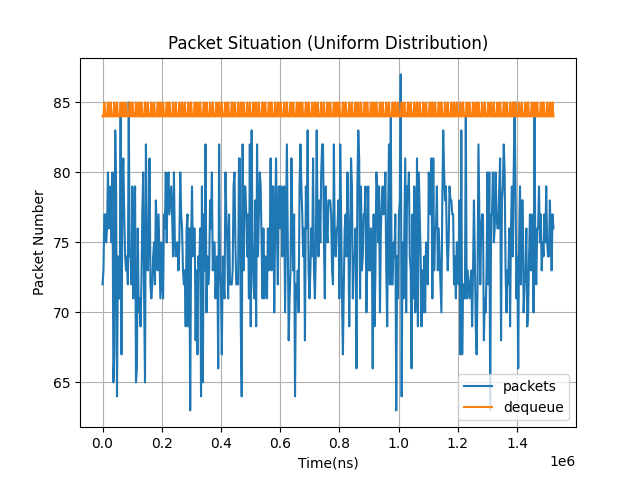 Packet Situation (Uniform Distribution)
Packet Number
85
80
75
70
65
0.0 0.2 0.4 0.6 0.8 1.0 1.2 1.4
1e6
Time(ns)
packets
dequeue